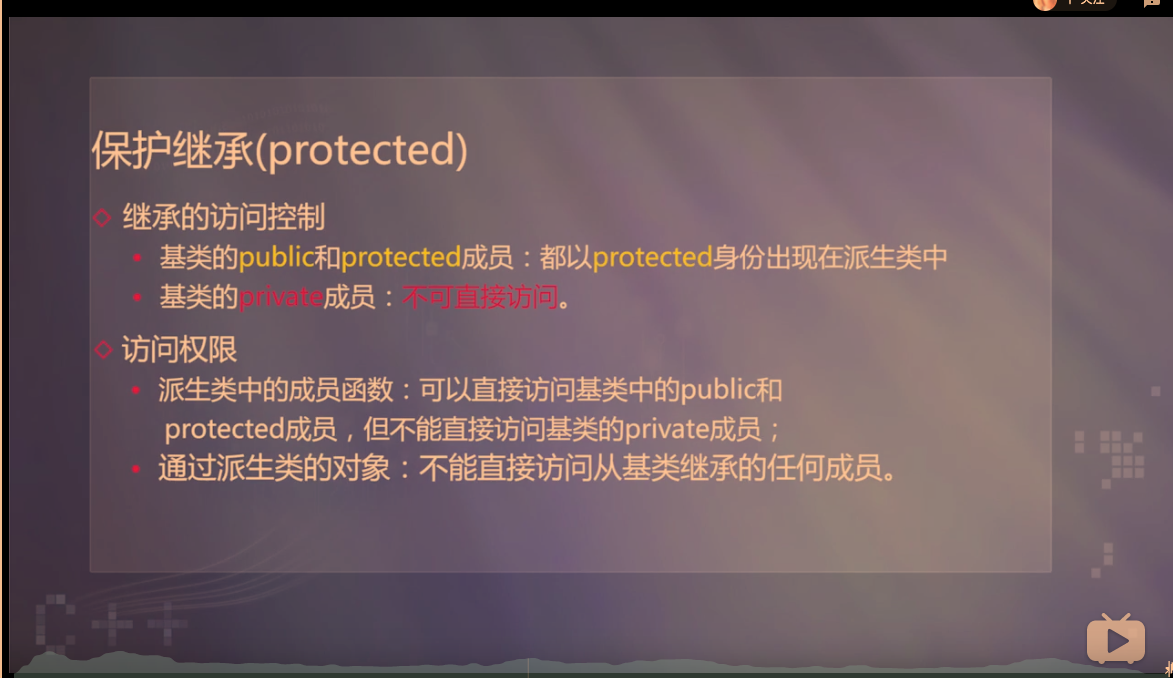 保护继承(protected)
继承的访问控制
基类的public和protected成员：都以protected身份出现在派生类中
基类的private成员：不可直接访问。
访问权限
派生类中的成员函数：可以直接访问基类中的public和
protected成员，但不能直接访问基类的private成员；
通过派生类的对象：不能直接访问从基类继承的任何成员。
C++